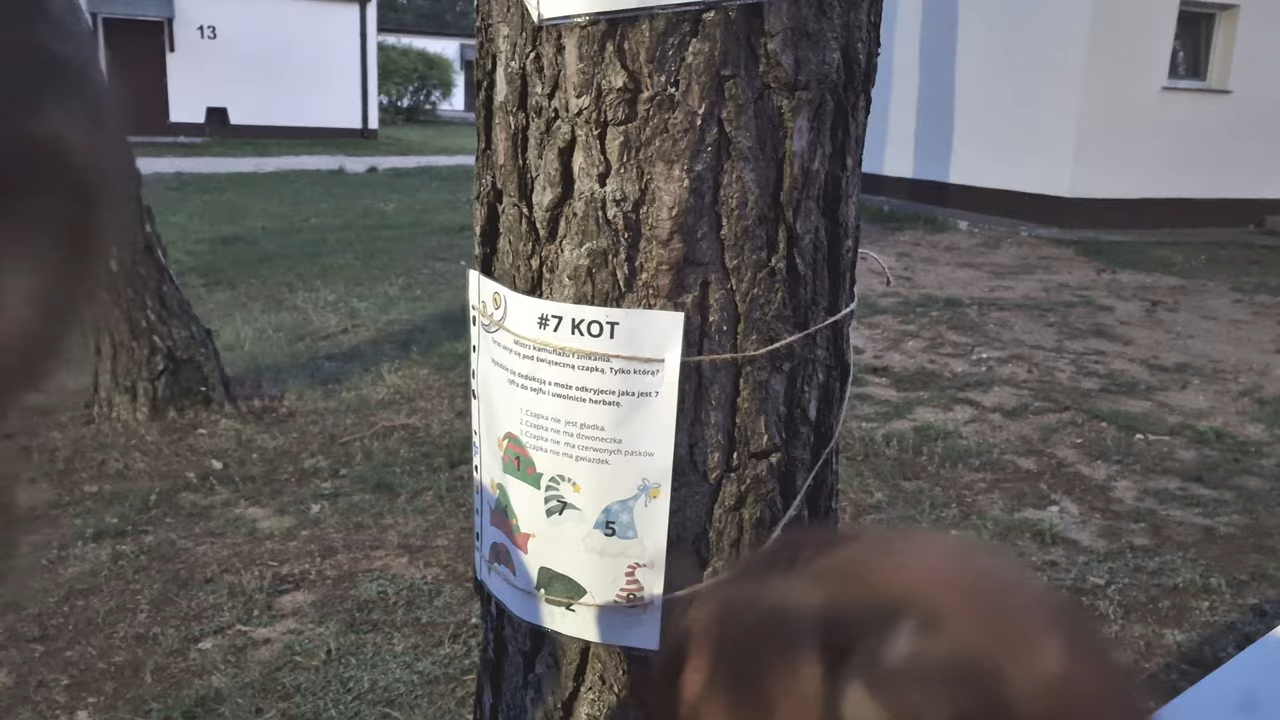 13
#7 KOT
Mistrz kamuflażu i znikania.
Teraz ukrył się pod świąteczną czapką. Tylko którą?
Wykażcie się dedukcją a może odkryjecie jaka jest 7
cyfra do sejfu i uwolnicie herbatę.
1. Czapka nie jest gładka.
2. Czapka nie ma dzwoneczka
3. Czapka nie ma czerwonych pasków
Czapka nie ma gwiazdek.
1
7
5